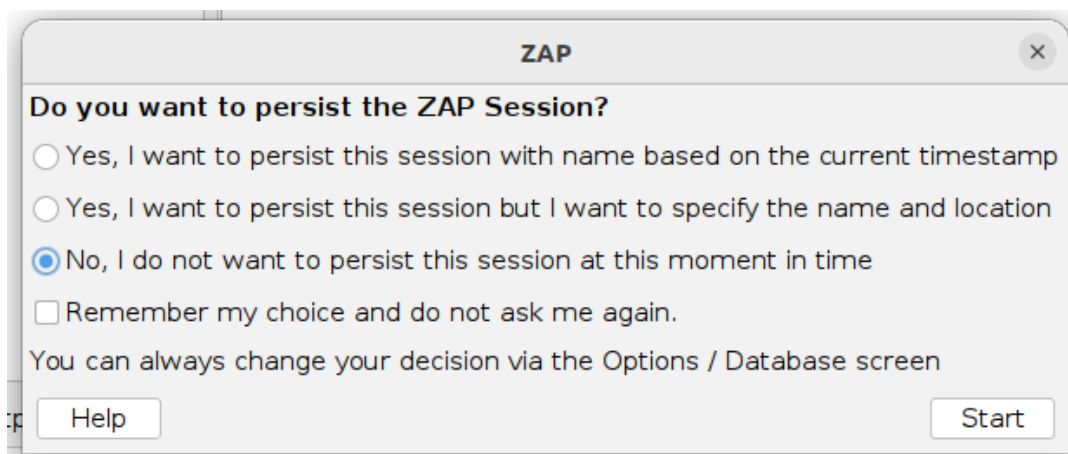 ZAP
Do you want to persist the ZAP Session?
Yes, I want to persist this session with name based on the current timestamp
Yes, I want to persist this session but I want to specify the name and location
No, I do not want to persist this session at this moment in time
Remember my choice and do not ask me again.
You can always change your decision via the Options / Database screen
Help
Start